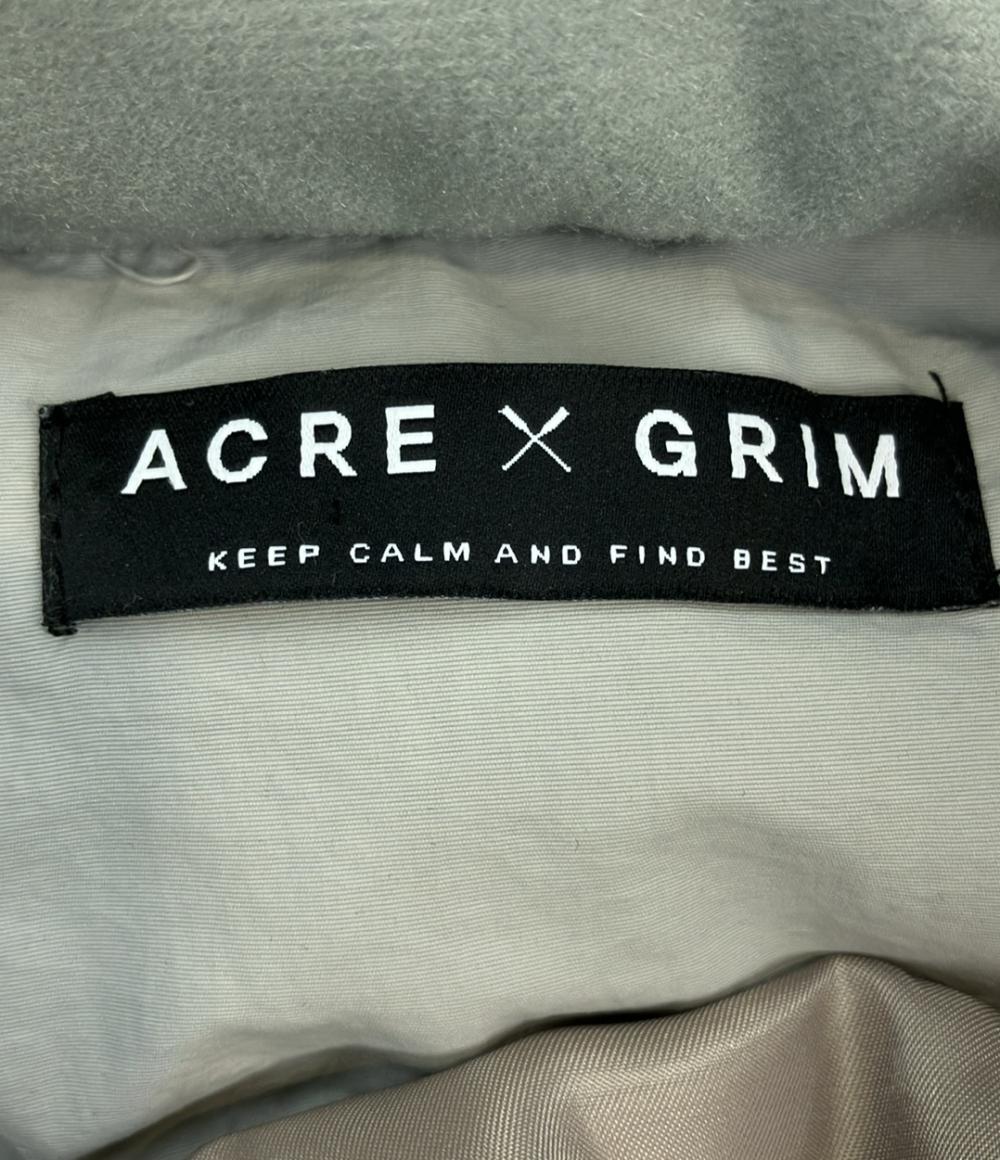 ACRE X GRIM
KEEP CALM AND FIND BEST